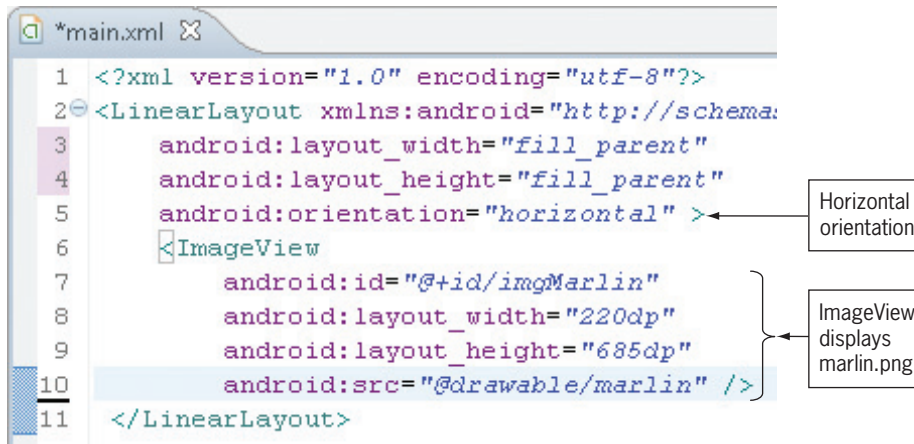 *main.xml
1 <?xml version="1.0" encoding="utf-8"?>
2 <LinearLayout xmlns:android="http://schemas
3 android:layout_width="fill_parent"
4 android:layout_height="fill_parent"
5 android:orientation="horizontal" >
Horizontal
orientation
6 <ImageView
7 android:id="@+id/imgMarlin"
8 android:layout_width="220dp"
9 android:layout_height="685dp"
10 android:src="@drawable/marlin" />
ImageView
displays
marlin.png
11 </LinearLayout>